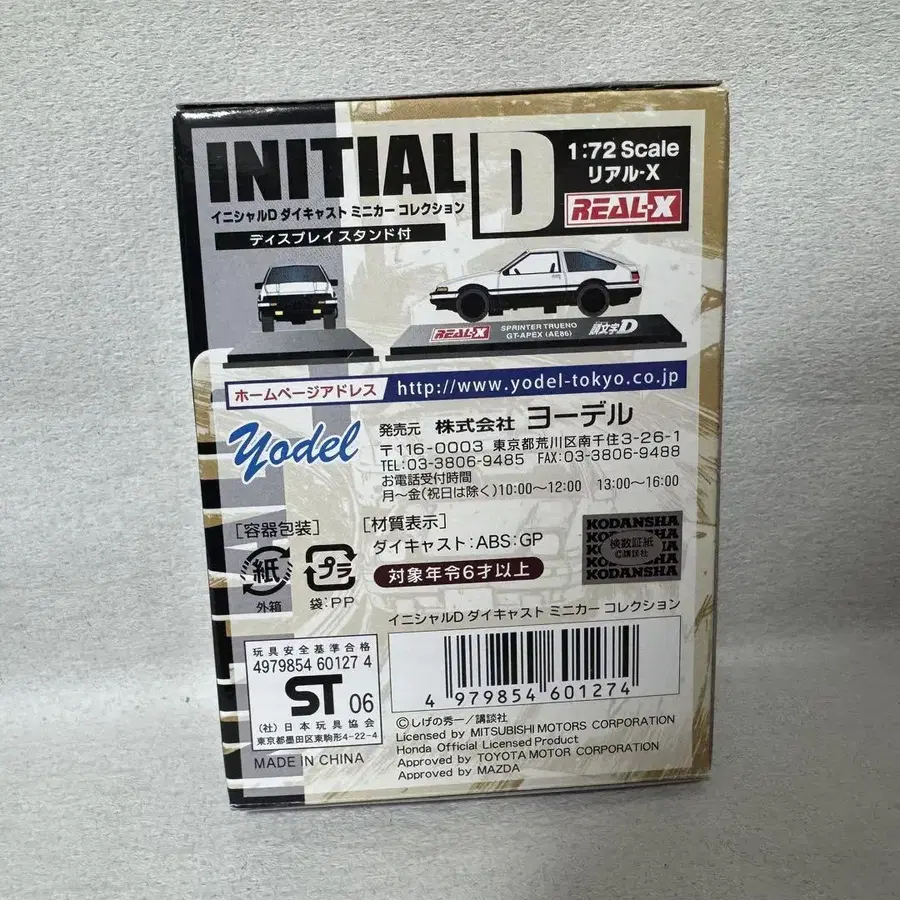 INITIAL D
1:72 Scale
リアル-X
REAL-X
イニシャルD ダイキャスト ミニカー コレクション
ディスプレイスタンド付
REAL-X
SPRINTER TRUENO
GT-APEX (AE86)
頭文字D
ホームページアドレス
http://www.yodel-tokyo.co.jp
Yodel
発売元 株式会社 ヨーデル
〒116-0003 東京都荒川区南千住3-26-1
TEL:03-3806-9485 FAX:03-3806-9488
お電話受付時間
月〜金(祝日は除く)10:00〜12:00 13:00〜16:00
[容器包装]
紙
外箱
プラ
袋:PP
[材質表示]
ダイキャスト:ABS:GP
対象年令6才以上
KODANSHA
検数証紙
©講談社
KODANSHA
イニシャルD ダイキャスト ミニカー コレクション
玩具安全基準合格
4979854 60127 4
ST 06
(社)日本玩具協会
東京都墨田区東駒形4-22-4
MADE IN CHINA
4 979854 601274
©しげの秀一/講談社
Licensed by MITSUBISHI MOTORS CORPORATION
Honda Official Licensed Product
Approved by TOYOTA MOTOR CORPORATION
Approved by MAZDA